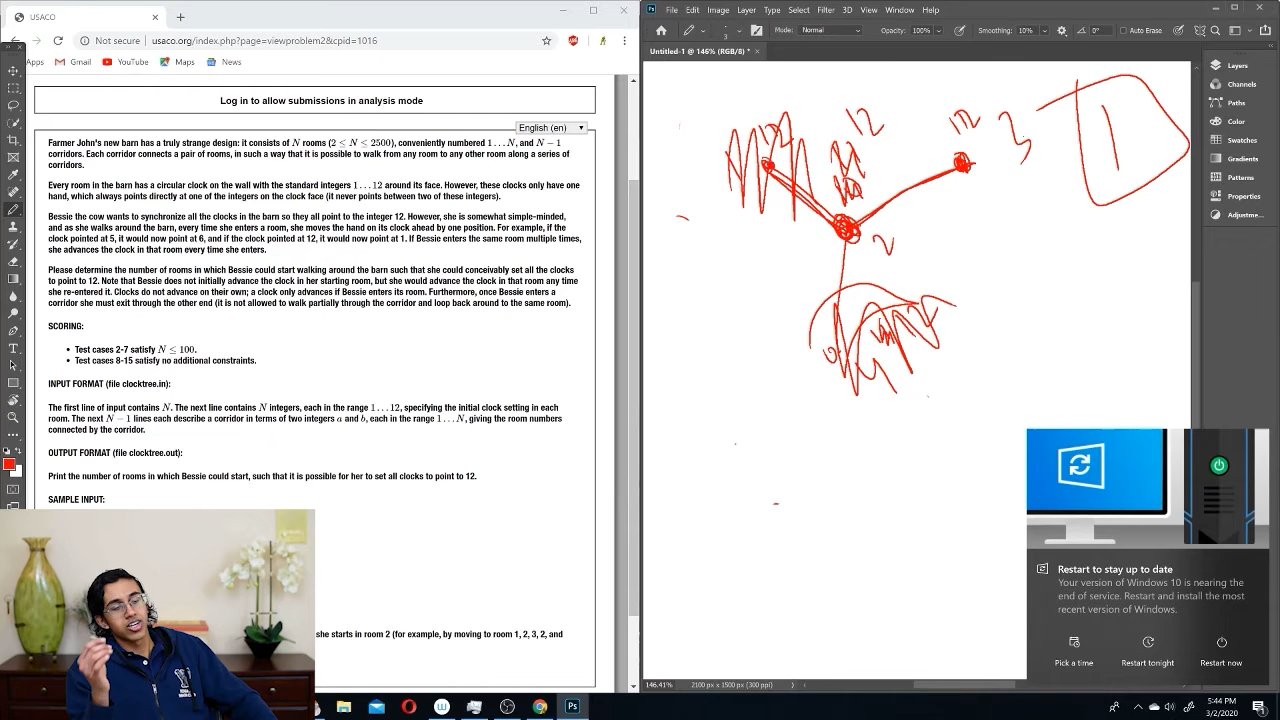 USACO
Not secure | usaco.org/index.php?page=viewproblem2&cpid=1016
Apps Gmail YouTube Maps News
Log in to allow submissions in analysis mode
English (en)
Farmer John's new barn has a truly strange design: it consists of N rooms (2 ≤ N ≤ 2500), conveniently numbered 1…N, and N − 1
corridors. Each corridor connects a pair of rooms, in such a way that it is possible to walk from any room to any other room along a series of
corridors.
Every room in the barn has a circular clock on the wall with the standard integers 1…12 around its face. However, these clocks only have one
hand, which always points directly at one of the integers on the clock face (it never points between two of these integers).
Bessie the cow wants to synchronize all the clocks in the barn so they all point to the integer 12. However, she is somewhat simple-minded,
and as she walks around the barn, every time she enters a room, she moves the hand on its clock ahead by one position. For example, if the
clock pointed at 5, it would now point at 6, and if the clock pointed at 12, it would now point at 1. If Bessie enters the same room multiple times,
she advances the clock in that room every time she enters.
Please determine the number of rooms in which Bessie could start walking around the barn such that she could conceivably set all the clocks
to point to 12. Note that Bessie does not initially advance the clock in her starting room, but she would advance the clock in that room any time
she re-entered it. Clocks do not advance on their own; a clock only advances if Bessie enters its room. Furthermore, once Bessie enters a
corridor she must exit through the other end (it is not allowed to walk partially through the corridor and loop back around to the same room).
SCORING:
Test cases 2-7 satisfy N ≤ 100.
Test cases 8-15 satisfy no additional constraints.
INPUT FORMAT (file clocktree.in):
The first line of input contains N. The next line contains N integers, each in the range 1…12, specifying the initial clock setting in each
room. The next N − 1 lines each describe a corridor in terms of two integers a and b, each in the range 1…N, giving the room numbers
connected by the corridor.
OUTPUT FORMAT (file clocktree.out):
Print the number of rooms in which Bessie could start, such that it is possible for her to set all clocks to point to 12.
SAMPLE INPUT:
she starts in room 2 (for example, by moving to room 1, 2, 3, 2, and
Ps File Edit Image Layer Type Select Filter 3D View Window Help
3 Mode: Normal Opacity: 100% Smoothing: 10% 0° Auto Erase
Untitled-1 @ 146% (RGB/8) *
12
12
3
1
2
Layers
Channels
Paths
Color
Swatches
Gradients
Patterns
Properties
Adjustme...
Restart to stay up to date
Your version of Windows 10 is nearing the
end of service. Restart and install the most
recent version of Windows.
Pick a time Restart tonight Restart now
146.41% 2100 px x 1500 px (300 ppi)
5:44 PM
3/2/2020